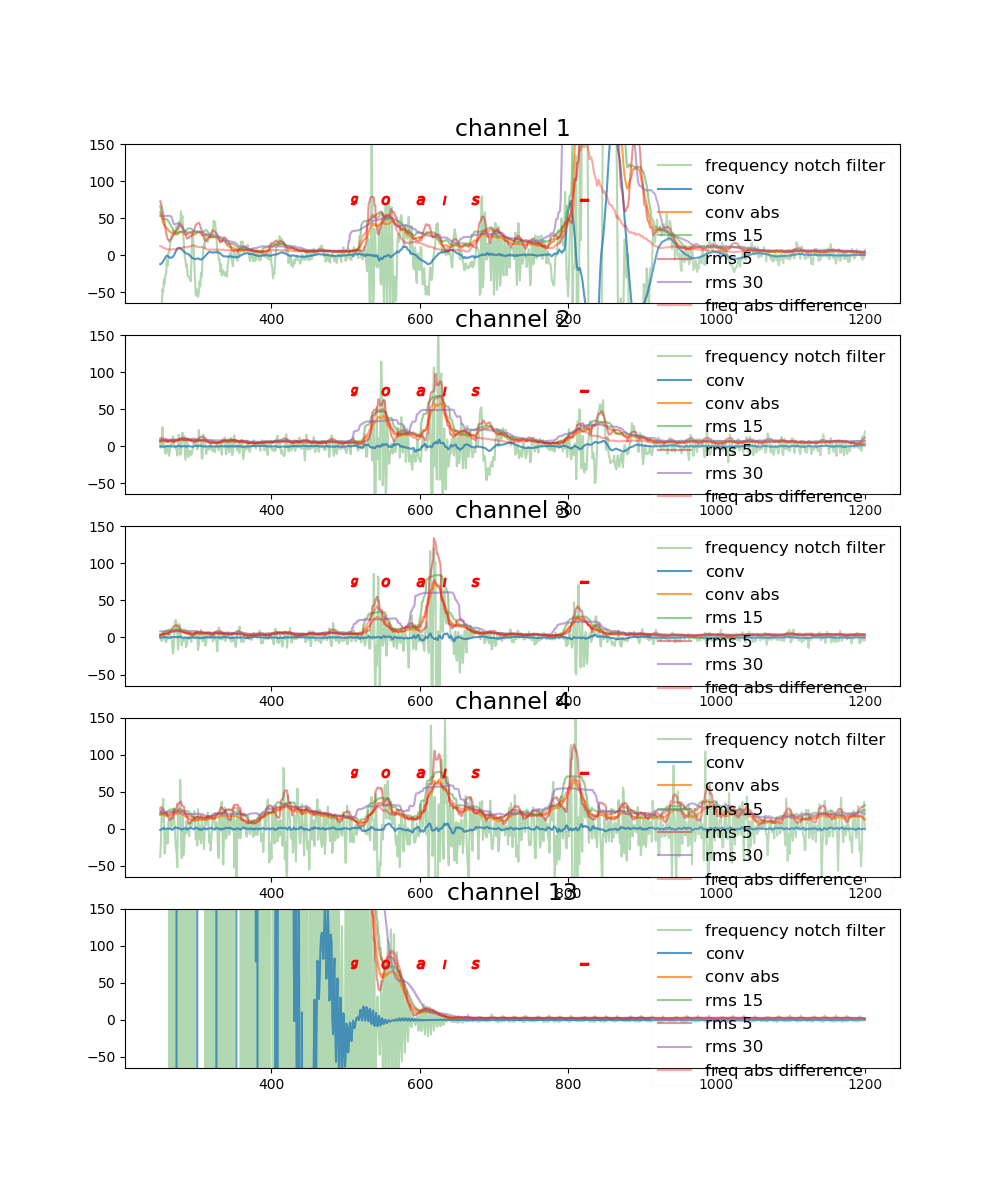 channel 1
150
100
50
0
−50
g o a ɪ s –
frequency notch filter
conv
conv abs
rms 15
rms 5
rms 30
freq abs difference
400 600 800 1000 1200
channel 2
150
100
50
0
−50
g o a ɪ s –
frequency notch filter
conv
conv abs
rms 15
rms 5
rms 30
freq abs difference
400 600 800 1000 1200
channel 3
150
100
50
0
−50
g o a ɪ s –
frequency notch filter
conv
conv abs
rms 15
rms 5
rms 30
freq abs difference
400 600 800 1000 1200
channel 4
150
100
50
0
−50
g o a ɪ s –
frequency notch filter
conv
conv abs
rms 15
rms 5
rms 30
freq abs difference
400 600 800 1000 1200
channel 13
150
100
50
0
−50
g o a ɪ s –
frequency notch filter
conv
conv abs
rms 15
rms 5
rms 30
freq abs difference
400 600 800 1000 1200